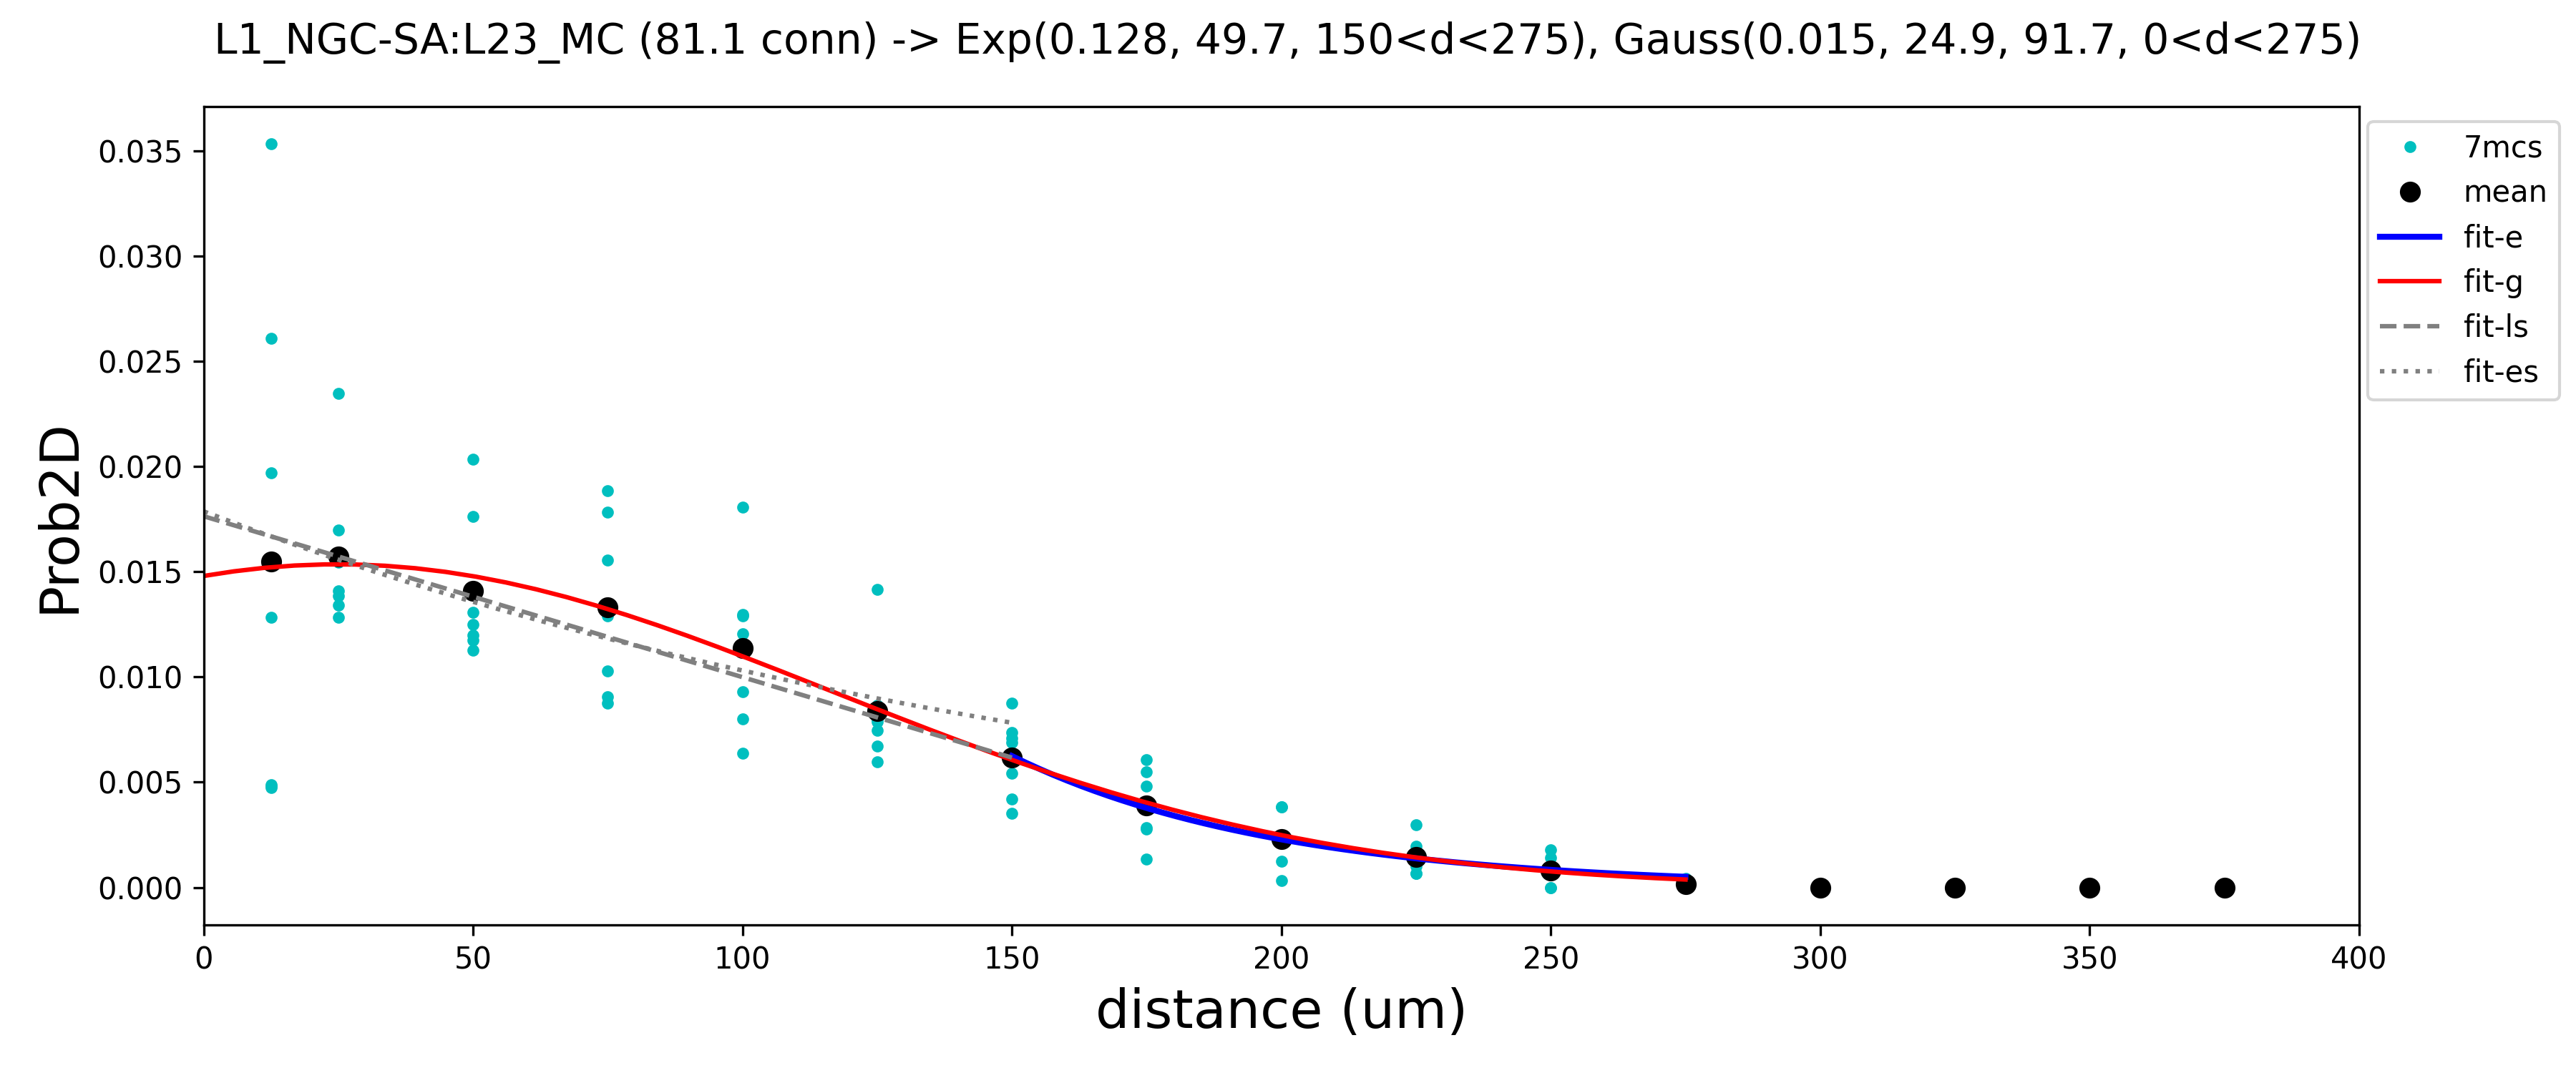 L1_NGC-SA:L23_MC (81.1 conn) -> Exp(0.128, 49.7, 150<d<275), Gauss(0.015, 24.9, 91.7, 0<d<275)
0.035
0.030
0.025
0.020
0.015
0.010
0.005
0.000
Prob2D
0 50 100 150 200 250 300 350 400
distance (um)
7mcs
mean
fit-e
fit-g
fit-ls
fit-es